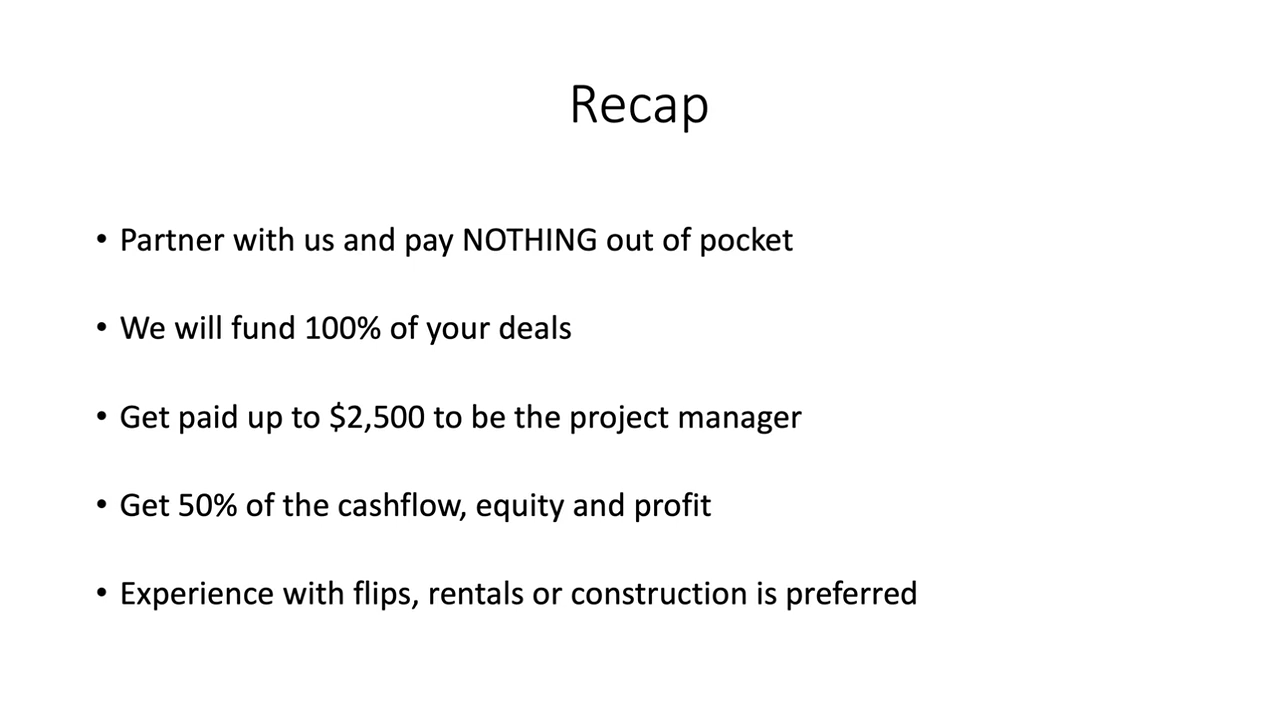 Recap
• Partner with us and pay NOTHING out of pocket
• We will fund 100% of your deals
• Get paid up to $2,500 to be the project manager
• Get 50% of the cashflow, equity and profit
• Experience with flips, rentals or construction is preferred